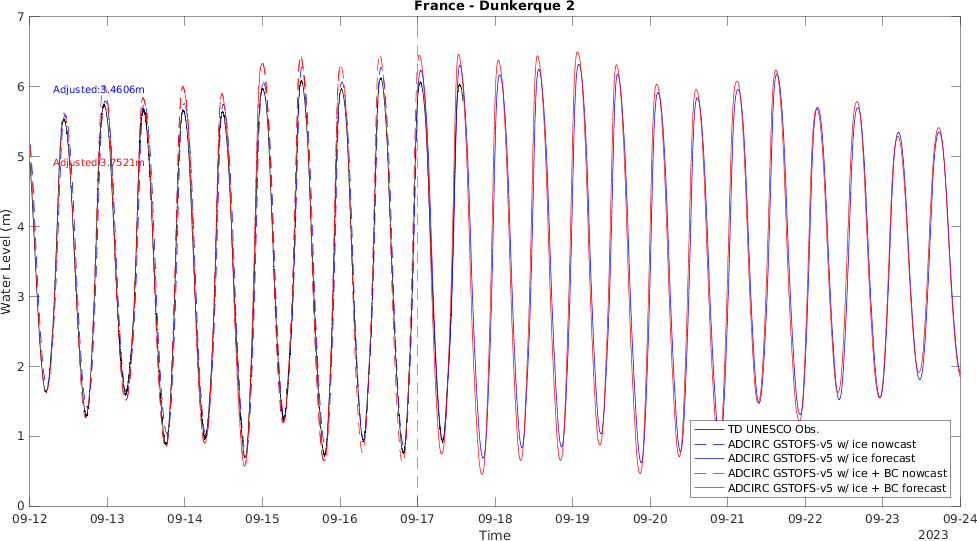 France - Dunkerque 2
Water Level (m)
7
6
5
4
3
2
1
0
Adjusted:3.4606m
Adjusted:3.7521m
TD UNESCO Obs.
ADCIRC GSTOFS-v5 w/ ice nowcast
ADCIRC GSTOFS-v5 w/ ice forecast
ADCIRC GSTOFS-v5 w/ ice + BC nowcast
ADCIRC GSTOFS-v5 w/ ice + BC forecast
09-12 09-13 09-14 09-15 09-16 09-17 09-18 09-19 09-20 09-21 09-22 09-23 09-24
Time
2023